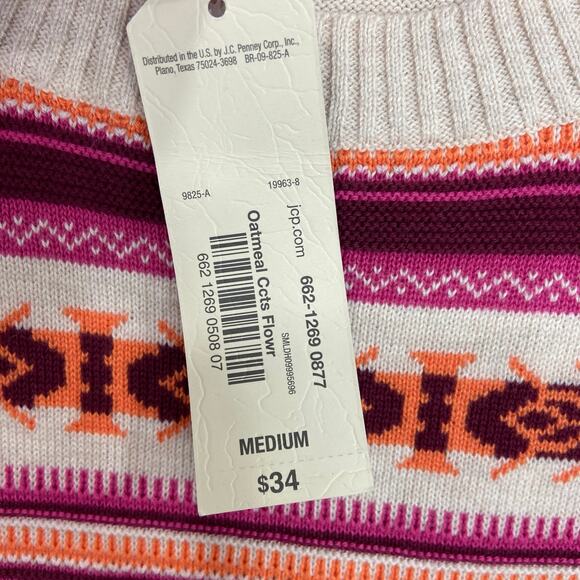 Distributed in the U.S. by J.C. Penney Corp., Inc.,
Plano, Texas 75024-3698 BR-09-825-A
9825-A 19963-8
jcp.com
662-1269 0877
SMLDH09995696
Oatmeal Ccts Flowr
662 1269 0508 07
MEDIUM
$34